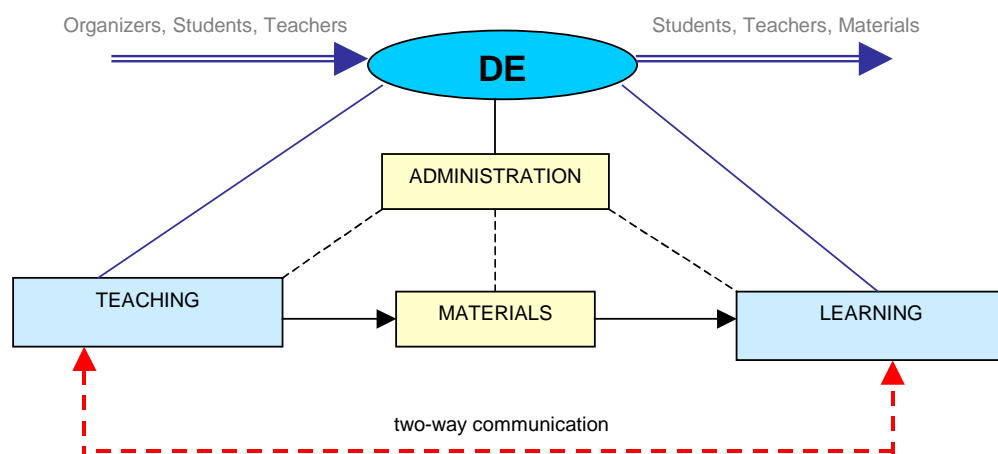 Organizers, Students, Teachers
Students, Teachers, Materials
DE
ADMINISTRATION
TEACHING
MATERIALS
LEARNING
two-way communication